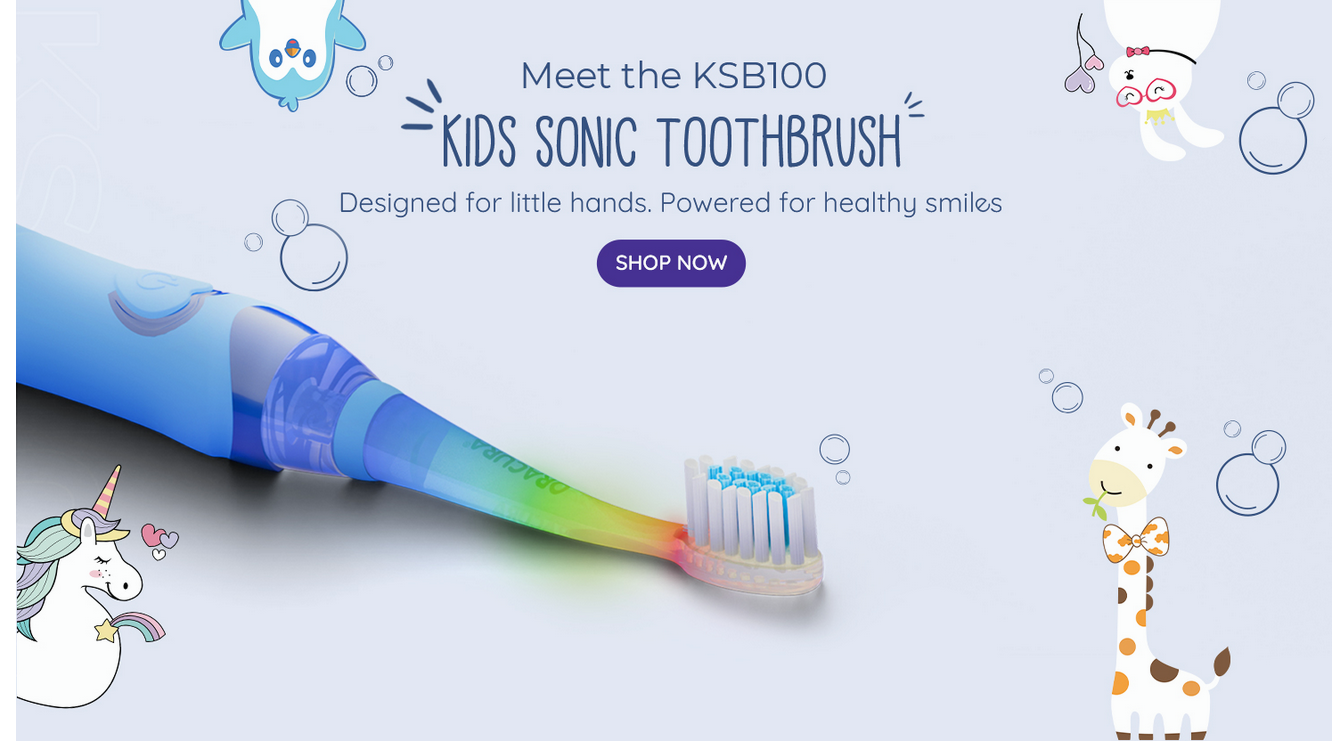 Meet the KSB100
KIDS SONIC TOOTHBRUSH
Designed for little hands. Powered for healthy smiles
SHOP NOW
ORACURA®